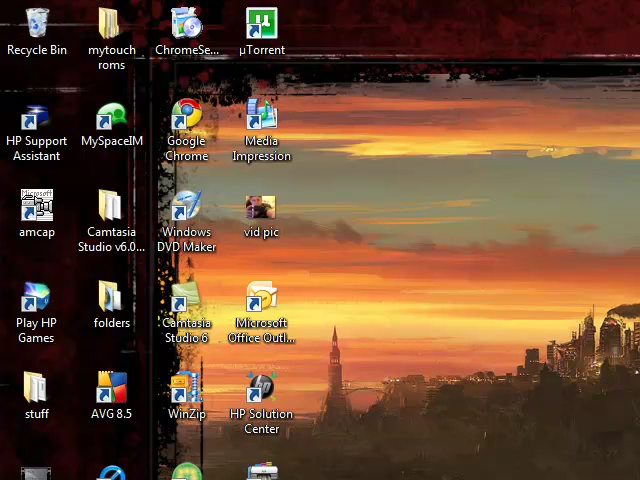 Recycle Bin
mytouch roms
ChromeSe...
µTorrent
HP Support Assistant
MySpaceIM
Google Chrome
Media Impression
Microsoft
amcap
Camtasia Studio v6.0...
Windows DVD Maker
vid pic
Play HP Games
folders
Camtasia Studio 6
Microsoft Office Outl...
stuff
AVG 8.5
WinZip
HP Solution Center